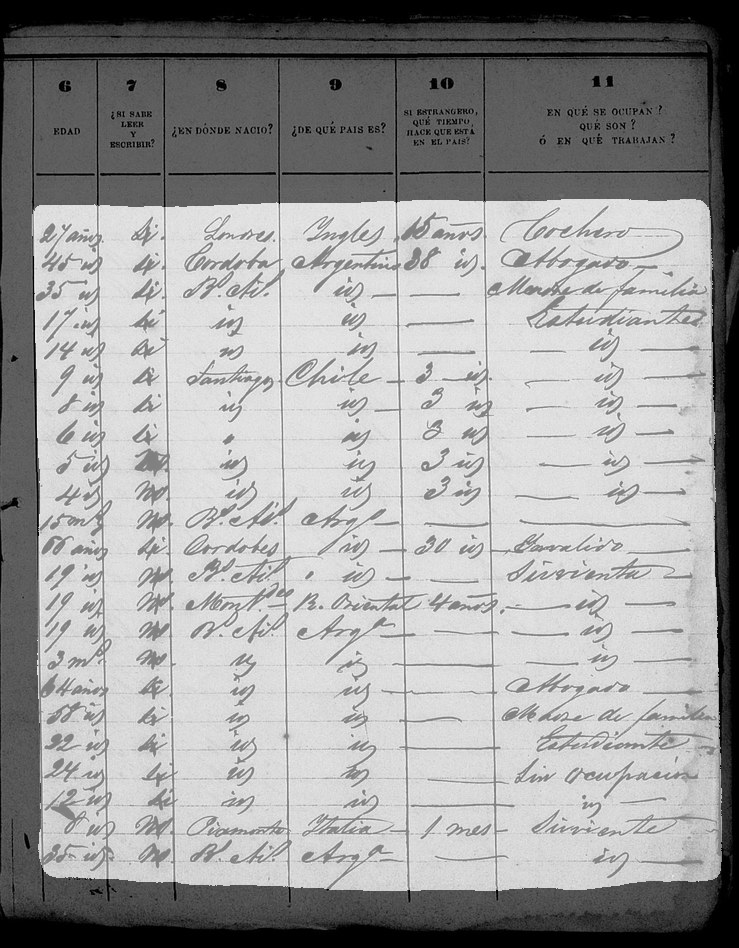 6 7 8 9 10 11
EDAD ¿SI SABE LEER Y ESCRIBIR? ¿EN DÓNDE NACIO? ¿DE QUÉ PAIS ES? SI ESTRANGERO, QUÉ TIEMPO HACE QUE ESTÁ EN EL PAIS? EN QUÉ SE OCUPAN? QUÉ SON? Ó EN QUÉ TRABAJAN?
27 años Si. Londres Ingles 15 años. Cochero
45 id Si. Cordoba Argentino 38 id. Abogado
35 id Si. Bs. As. id — — Madre de familia
17 id Si id id — Estudiantes
14 id Si id id — — id —
9 id Si Santiago Chile — 3 — id. — id —
8 id Si id id — 3 id — id —
6 id Si " id 3 id — id —
5 id id id 3 id — id —
4 id No. id id 3 id — id —
15 ms. No. Bs. As. Arga — — —
66 años Si. Cordobes id — 30 id — Invalido —
19 id No. Bs. As. " id — — Sirvienta —
19 id No. Montdeo R. Oriental 4 años. — id —
19 id No Bs. As. Arga — — — id —
3 ms. No. id id — — id —
64 años Si. id id — — Abogado —
58 id Si id id — Madre de familia
22 id Si id id — Estudiante —
24 id Si id id — Sin ocupacion
12 id Si id id — id —
8 id No. Piamonte Italia — 1 mes — Sirviente
35 id. No. Bs. As. Arga — — id —